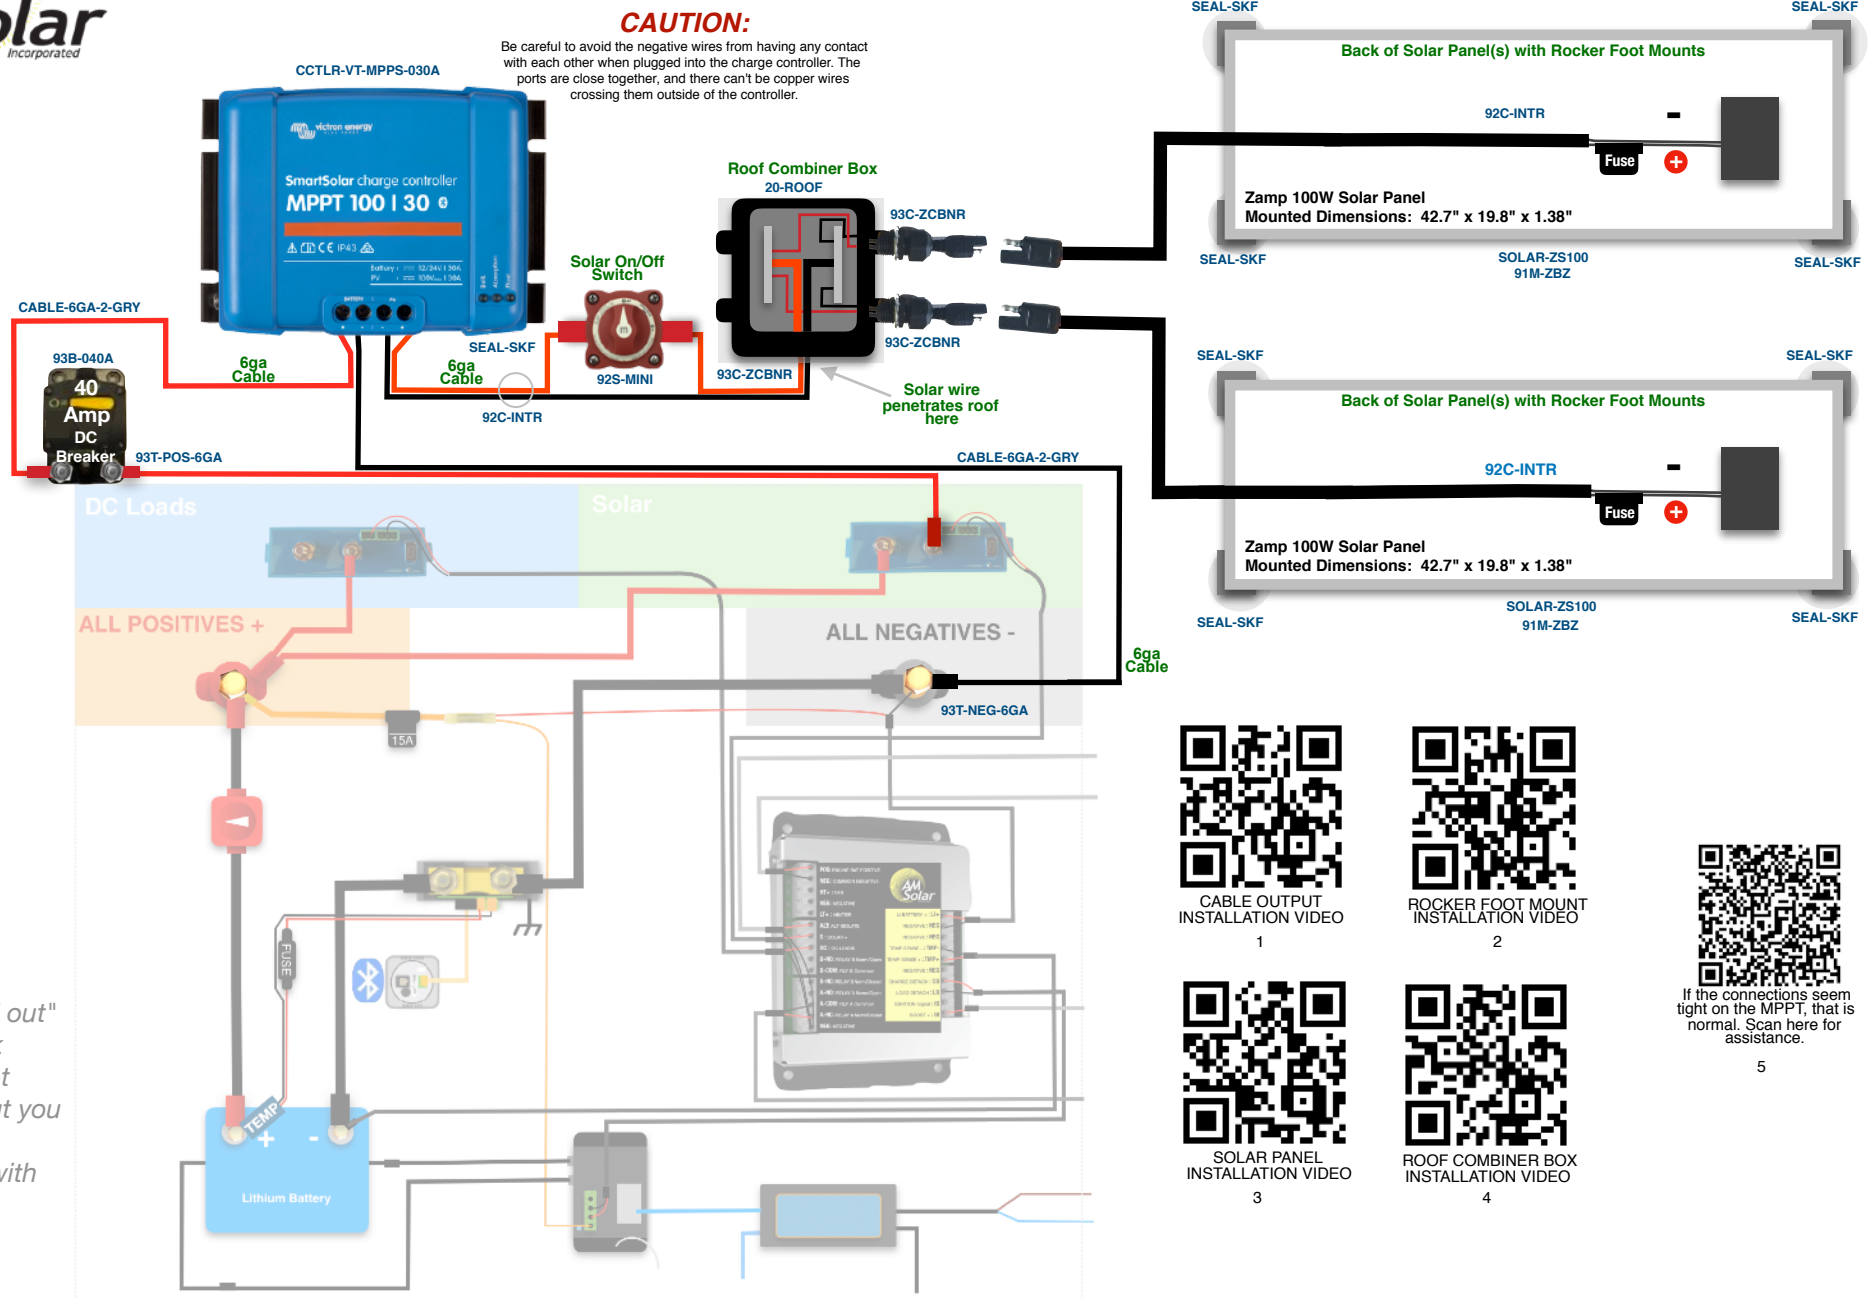 olar
Incorporated
CAUTION:
Be careful to avoid the negative wires from having any contact
with each other when plugged into the charge controller. The
ports are close together, and there can't be copper wires
crossing them outside of the controller.
CCTLR-VT-MPPS-030A
victron energy
SmartSolar charge controller
MPPT 100 | 30
IP43
Battery : 12/24V | 30A
BATTERY
PV
Roof Combiner Box
20-ROOF
93C-ZCBNR
93C-ZCBNR
93C-ZCBNR
Solar On/Off
Switch
92S-MINI
SEAL-SKF
6ga
Cable
6ga
Cable
92C-INTR
Solar wire
penetrates roof
here
CABLE-6GA-2-GRY
93B-040A
40
Amp
DC
Breaker
93T-POS-6GA
CABLE-6GA-2-GRY
SEAL-SKF
SEAL-SKF
Back of Solar Panel(s) with Rocker Foot Mounts
92C-INTR
-
Fuse
+
Zamp 100W Solar Panel
Mounted Dimensions: 42.7" x 19.8" x 1.38"
SEAL-SKF
SOLAR-ZS100
91M-ZBZ
SEAL-SKF
SEAL-SKF
SEAL-SKF
Back of Solar Panel(s) with Rocker Foot Mounts
92C-INTR
-
Fuse
+
Zamp 100W Solar Panel
Mounted Dimensions: 42.7" x 19.8" x 1.38"
SEAL-SKF
SOLAR-ZS100
91M-ZBZ
SEAL-SKF
DC Loads
Solar
ALL POSITIVES +
ALL NEGATIVES -
6ga
Cable
93T-NEG-6GA
15A
FUSE
TEMP
+ -
Lithium Battery
AM
Solar
out"
t
t you
with
CABLE OUTPUT
INSTALLATION VIDEO
1
ROCKER FOOT MOUNT
INSTALLATION VIDEO
2
SOLAR PANEL
INSTALLATION VIDEO
3
ROOF COMBINER BOX
INSTALLATION VIDEO
4
If the connections seem
tight on the MPPT, that is
normal. Scan here for
assistance.
5